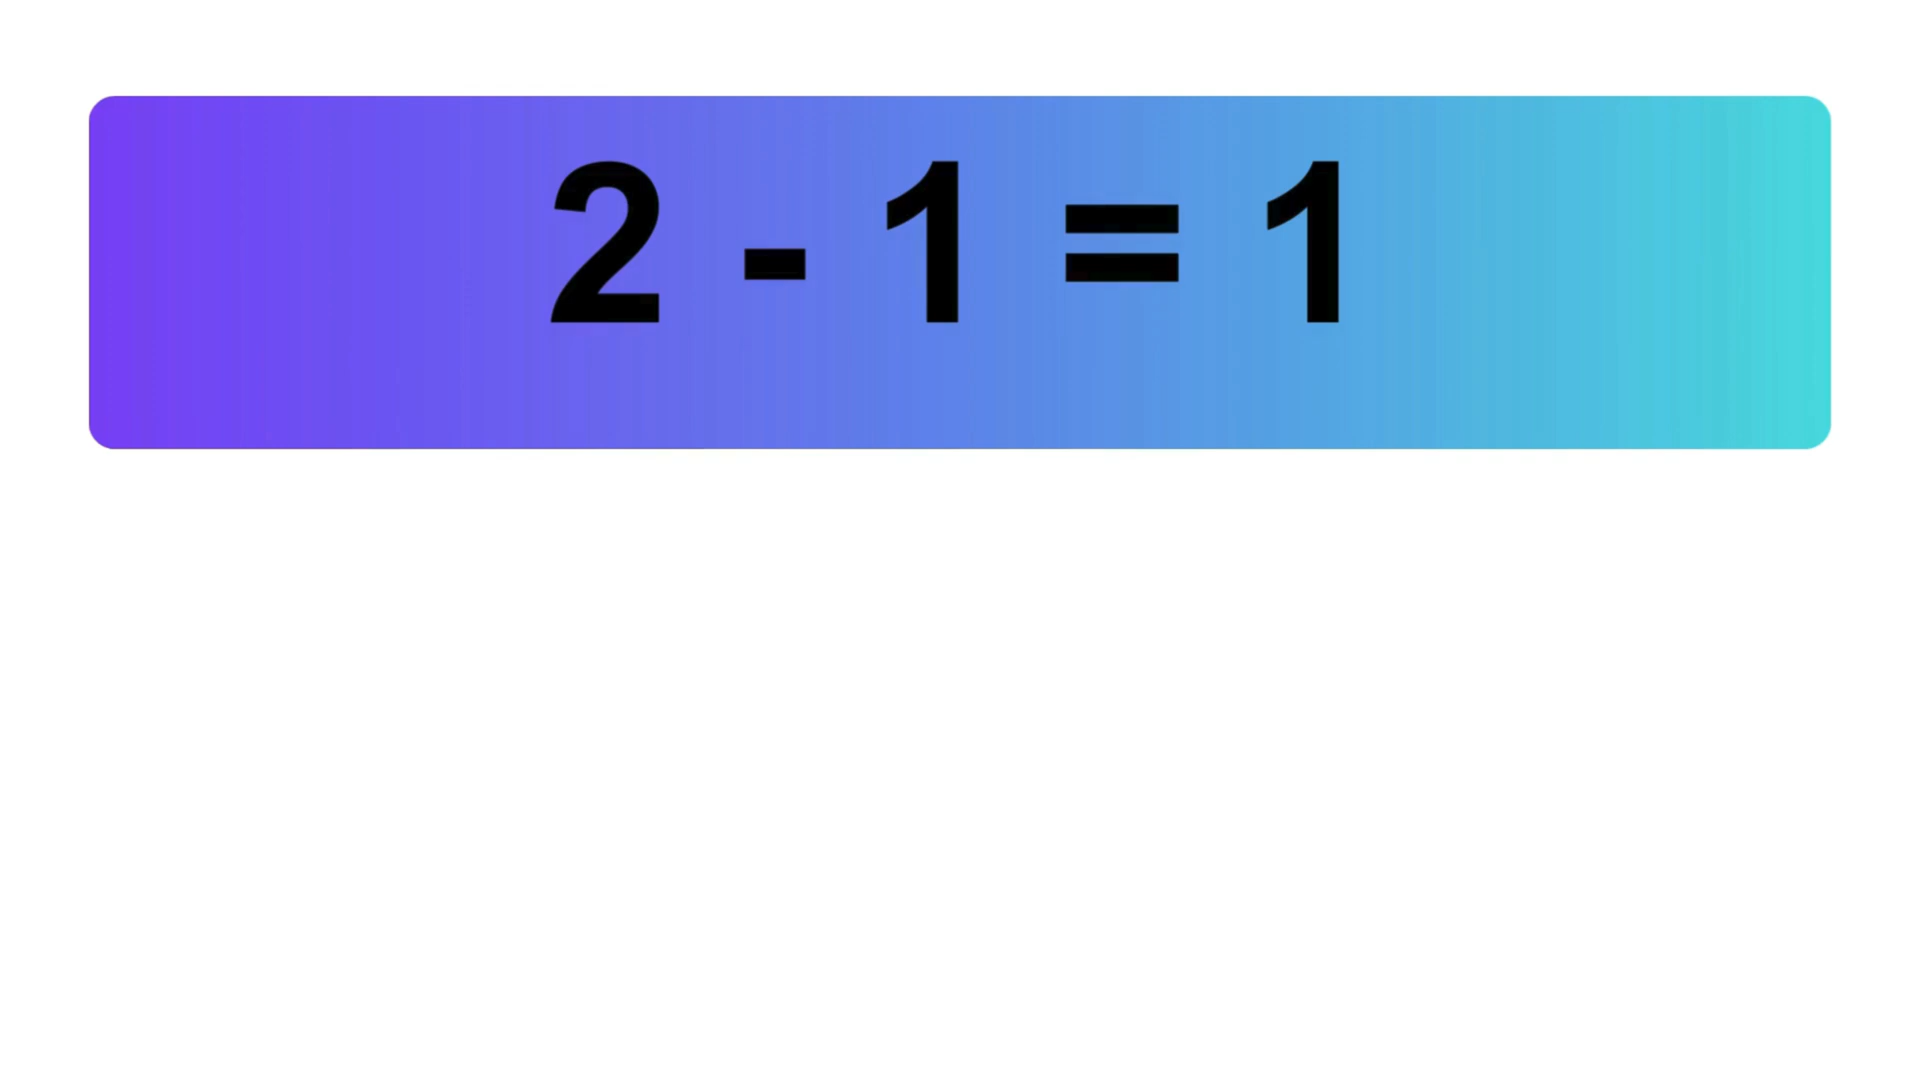 2 - 1 = 1